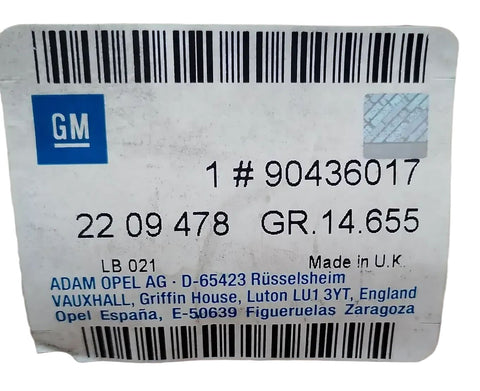 GM
1 # 90436017
22 09 478 GR.14.655
LB 021 Made in U.K.
ADAM OPEL AG · D-65423 Rüsselsheim
VAUXHALL, Griffin House, Luton LU1 3YT, England
Opel España, E-50639 Figueruelas Zaragoza